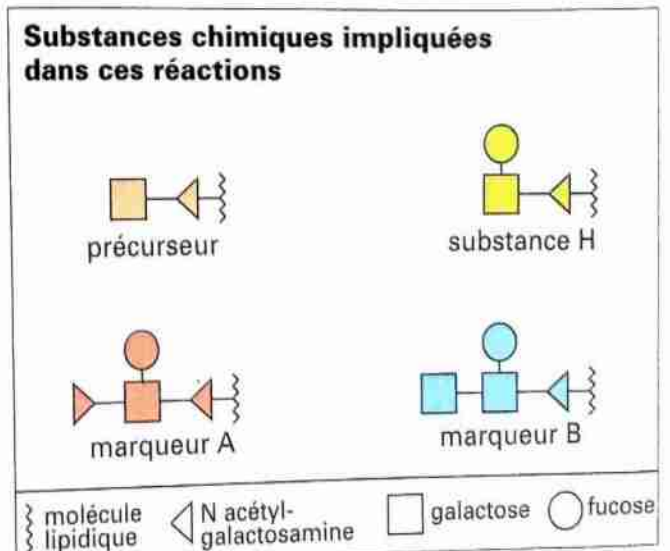 Substances chimiques impliquées
dans ces réactions
précurseur
substance H
marqueur A
marqueur B
molécule
lipidique
N acétyl-
galactosamine
galactose
fucose